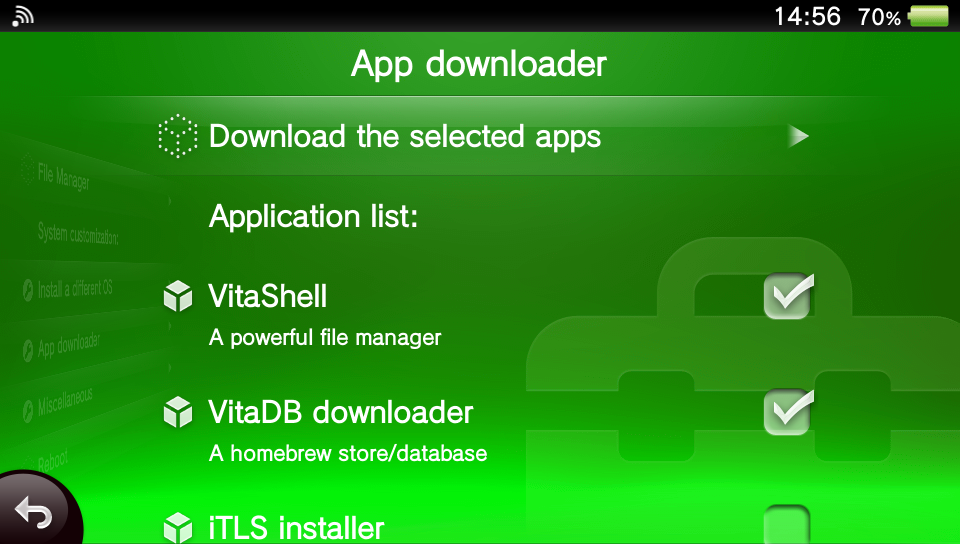 14:56 70%
App downloader
Download the selected apps
File Manager
System customization:
Application list:
Install a different OS
VitaShell
A powerful file manager
App downloader
Miscellaneous
VitaDB downloader
A homebrew store/database
Reboot
iTLS installer